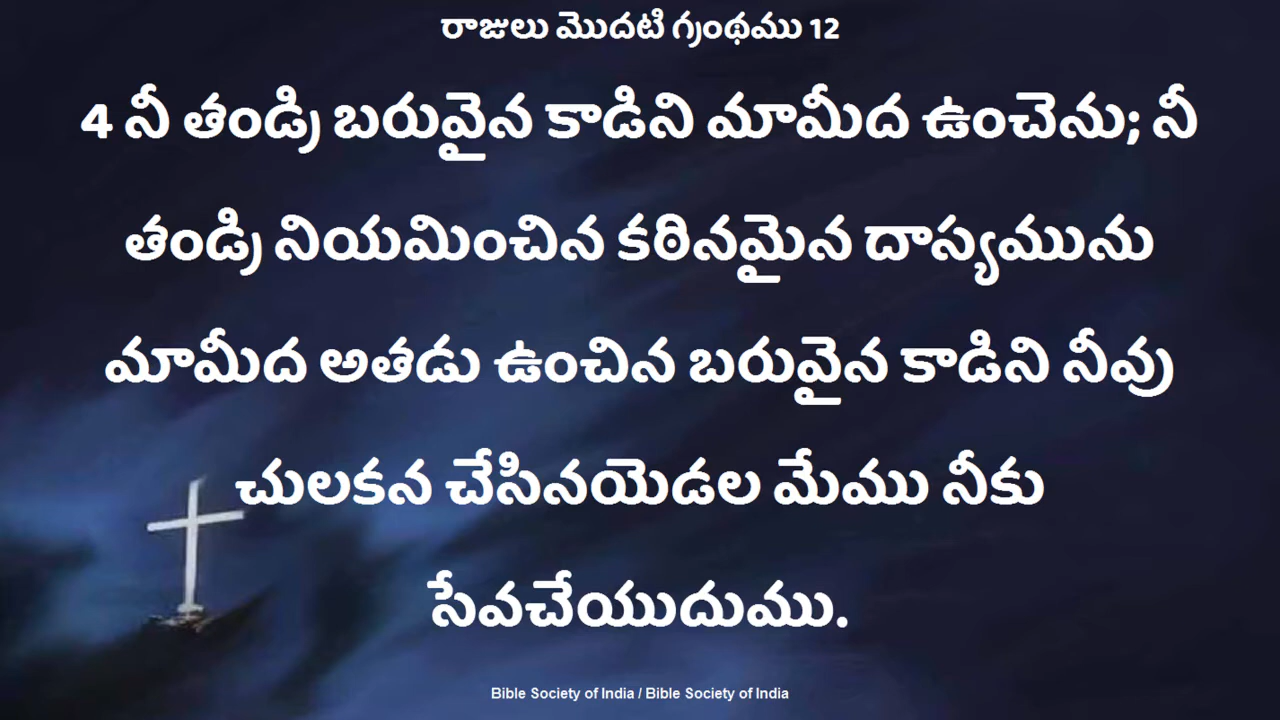 రాజులు మొదటి గ్రంథము 12
4 నీ తండ్రి బరువైన కాడిని మామీద ఉంచెను; నీ
తండ్రి నియమించిన కఠినమైన దాస్యమును
మామీద అతడు ఉంచిన బరువైన కాడిని నీవు
చులకన చేసినయెడల మేము నీకు
సేవచేయుదుము.
Bible Society of India / Bible Society of India